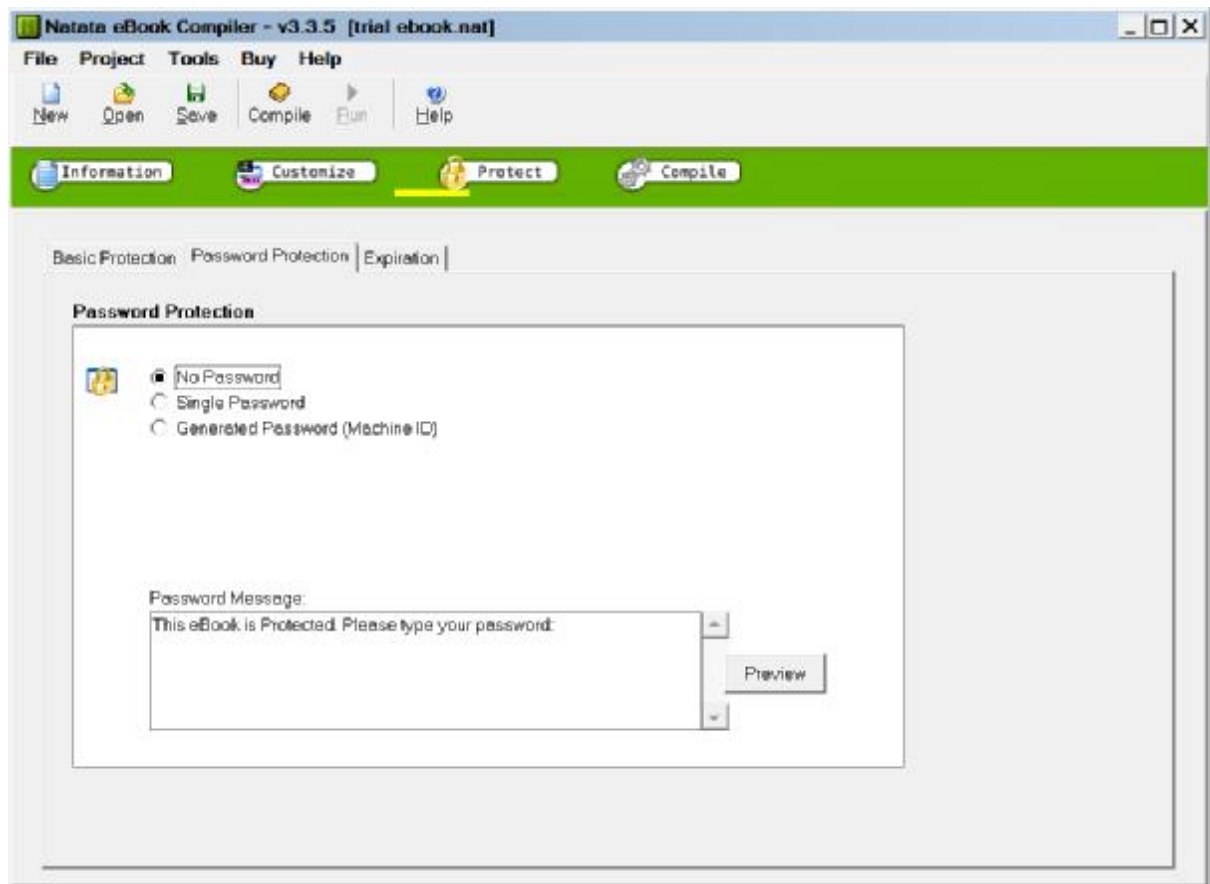 Natata eBook Compiler - v3.3.5 [trial ebook.nat]
File Project Tools Buy Help
New Open Save Compile Run Help
Information Customize Protect Compile
Basic Protection Password Protection Expiration
Password Protection
No Password
Single Password
Generated Password (Machine ID)
Password Message:
This eBook is Protected. Please type your password:
Preview